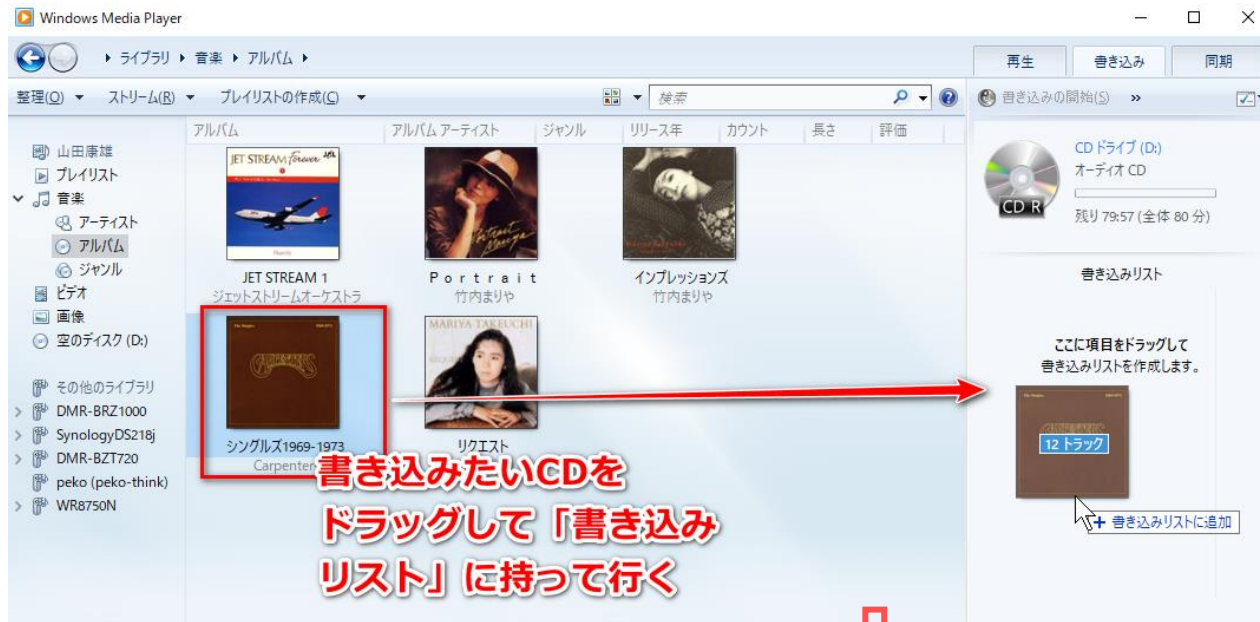 Windows Media Player
ライブラリ 音楽 アルバム
再生 書き込み 同期
整理(O) ストリーム(R) プレイリストの作成(C) 検索 書き込みの開始(S) »
アルバム アルバム アーティスト ジャンル リリース年 カウント 長さ 評価
山田康雄
プレイリスト
音楽
アーティスト
アルバム
ジャンル
ビデオ
画像
空のディスク (D:)
その他のライブラリ
DMR-BRZ1000
SynologyDS218j
DMR-BZT720
peko (peko-think)
WR8750N
JET STREAM Forever
JET STREAM 1
ジェットストリームオーケストラ
Portrait
Mariya
Ｐｏｒｔｒａｉｔ
竹内まりや
インプレッションズ
竹内まりや
CARPENTERS
シングルズ1969-1973
Carpenter
MARIYA TAKEUCHI
リクエスト
書き込みたいCDを
ドラッグして「書き込み
リスト」に持って行く
CD R
CD ドライブ (D:)
オーディオ CD
残り 79:57 (全体 80 分)
書き込みリスト
ここに項目をドラッグして
書き込みリストを作成します。
12 トラック
+ 書き込みリストに追加